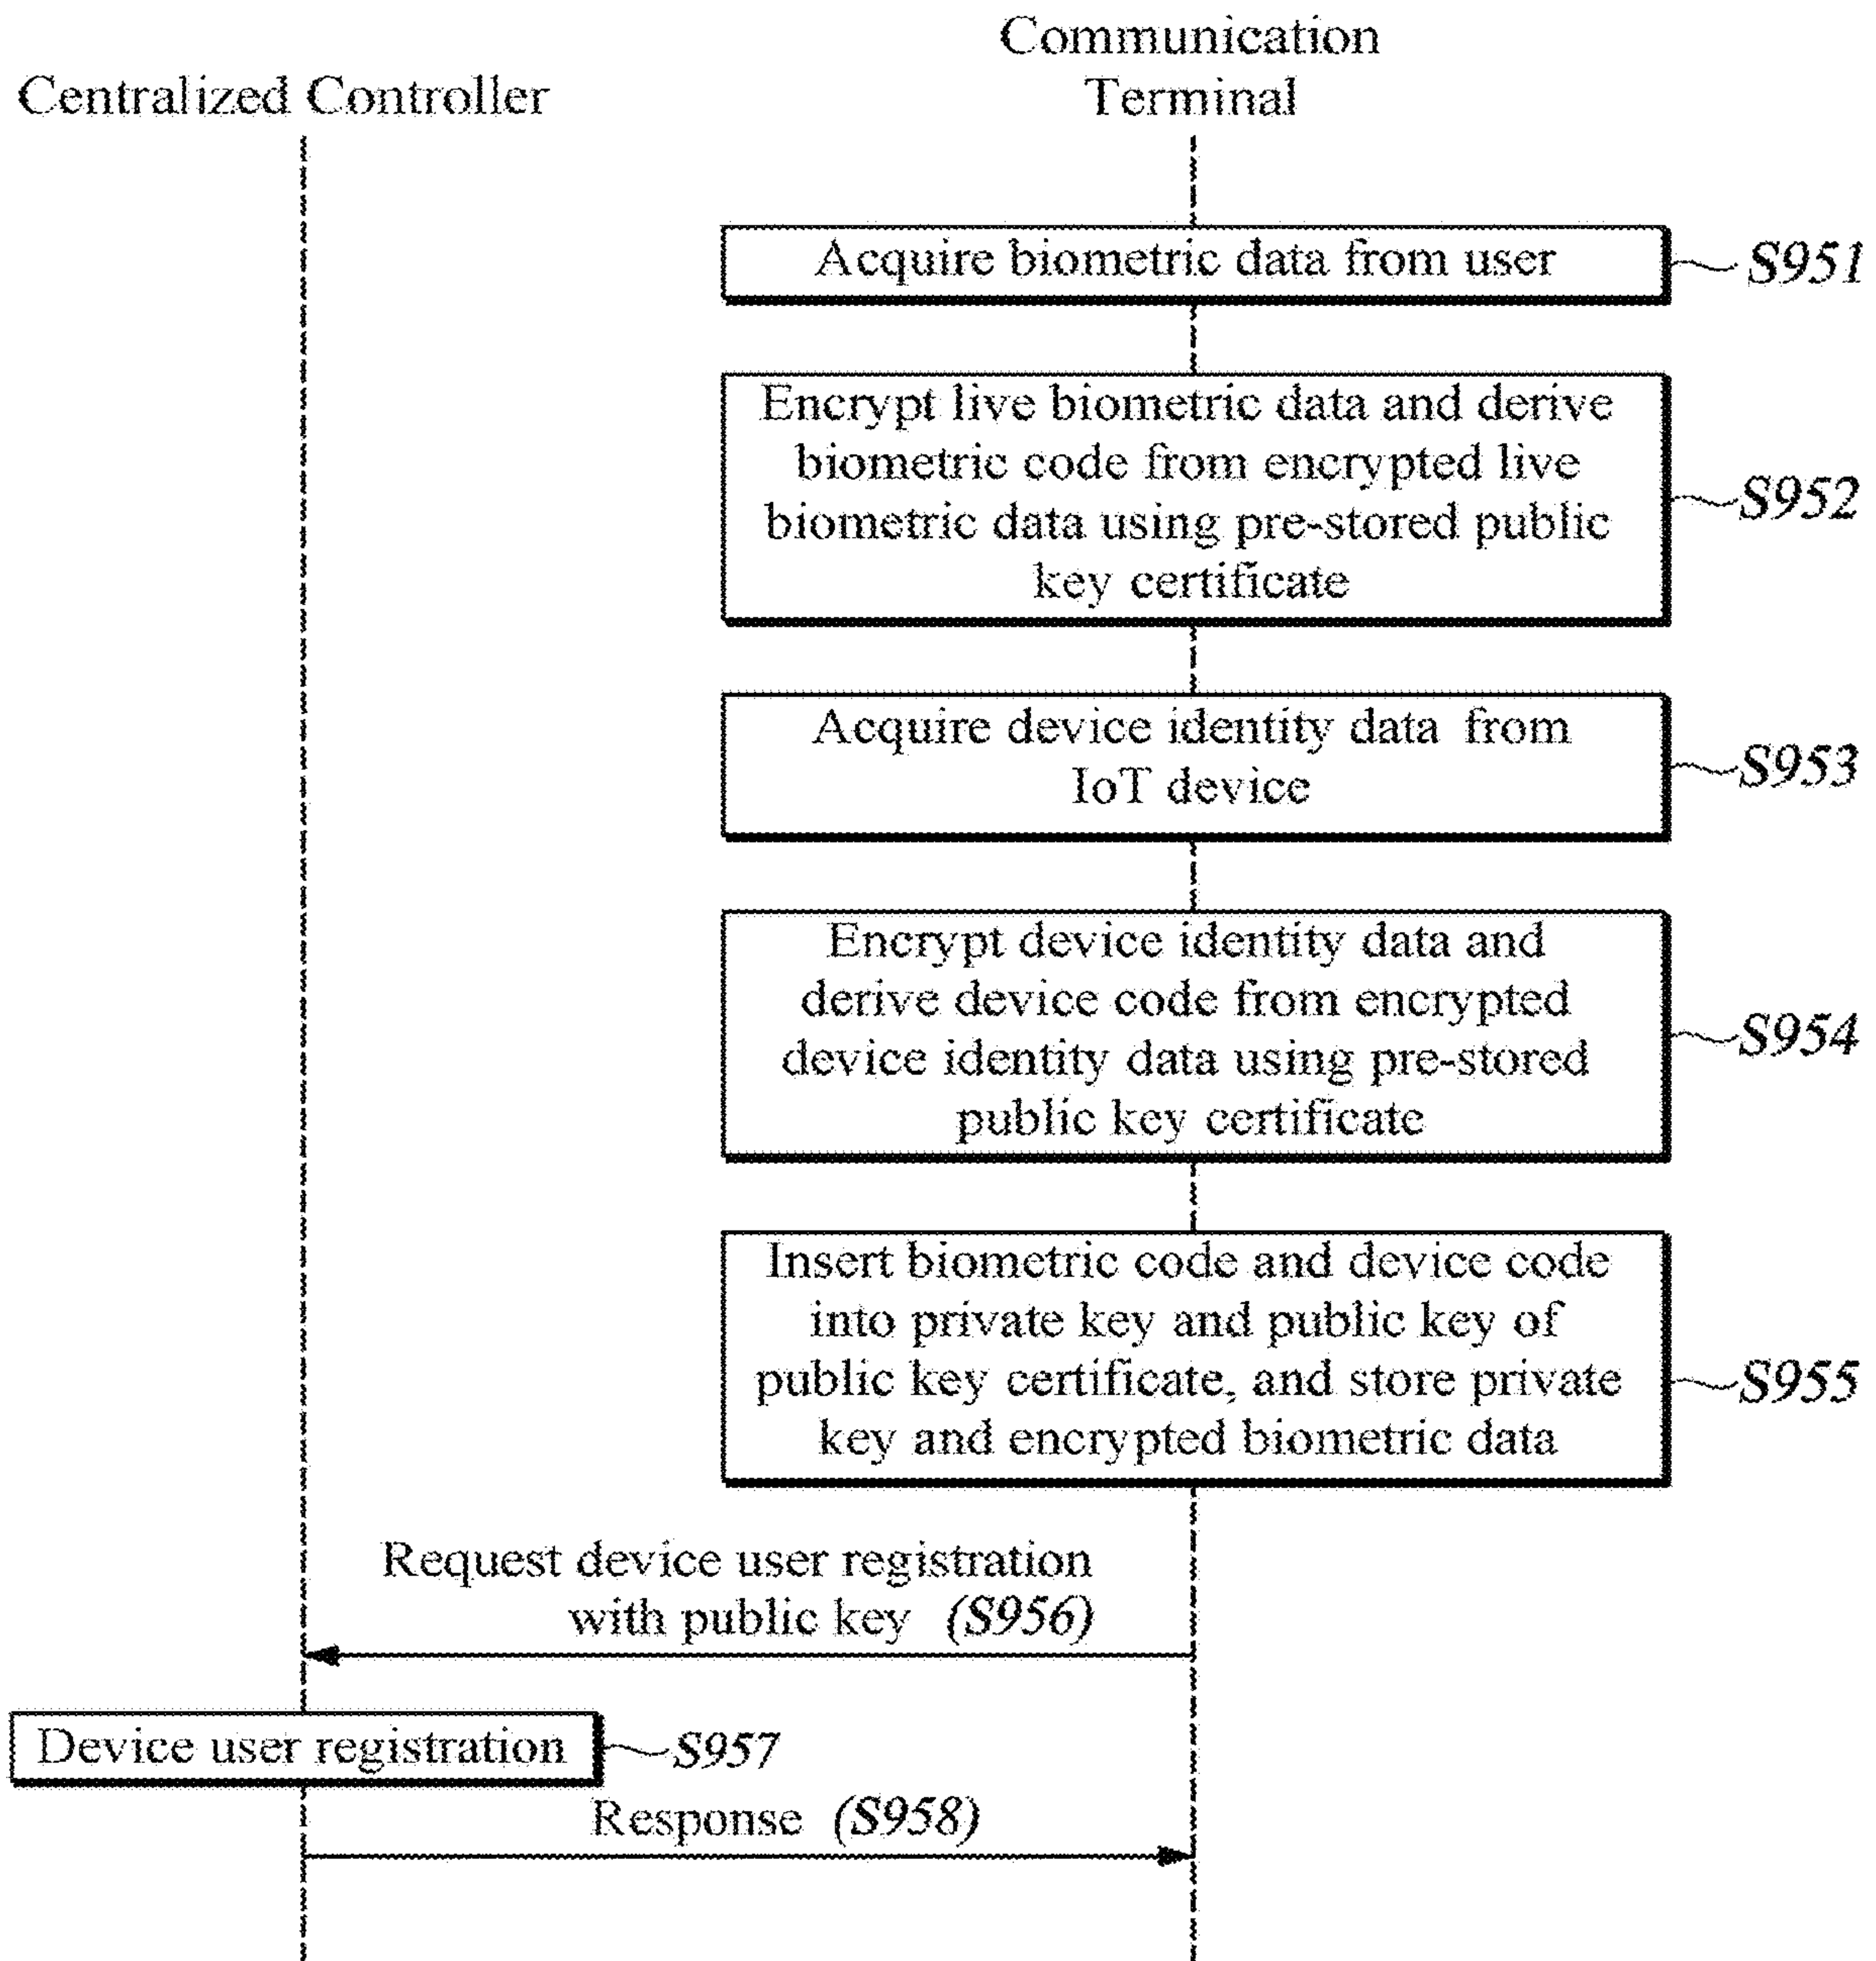 Communication
Terminal
Centralized Controller
Acquire biometric data from user
S951
Encrypt live biometric data and derive
biometric code from encrypted live
biometric data using pre-stored public
key certificate
S952
Acquire device identity data from
IoT device
S953
Encrypt device identity data and
derive device code from encrypted
device identity data using pre-stored
public key certificate
S954
Insert biometric code and device code
into private key and public key of
public key certificate, and store private
key and encrypted biometric data
S955
Request device user registration
with public key (S956)
Device user registration
S957
Response (S958)